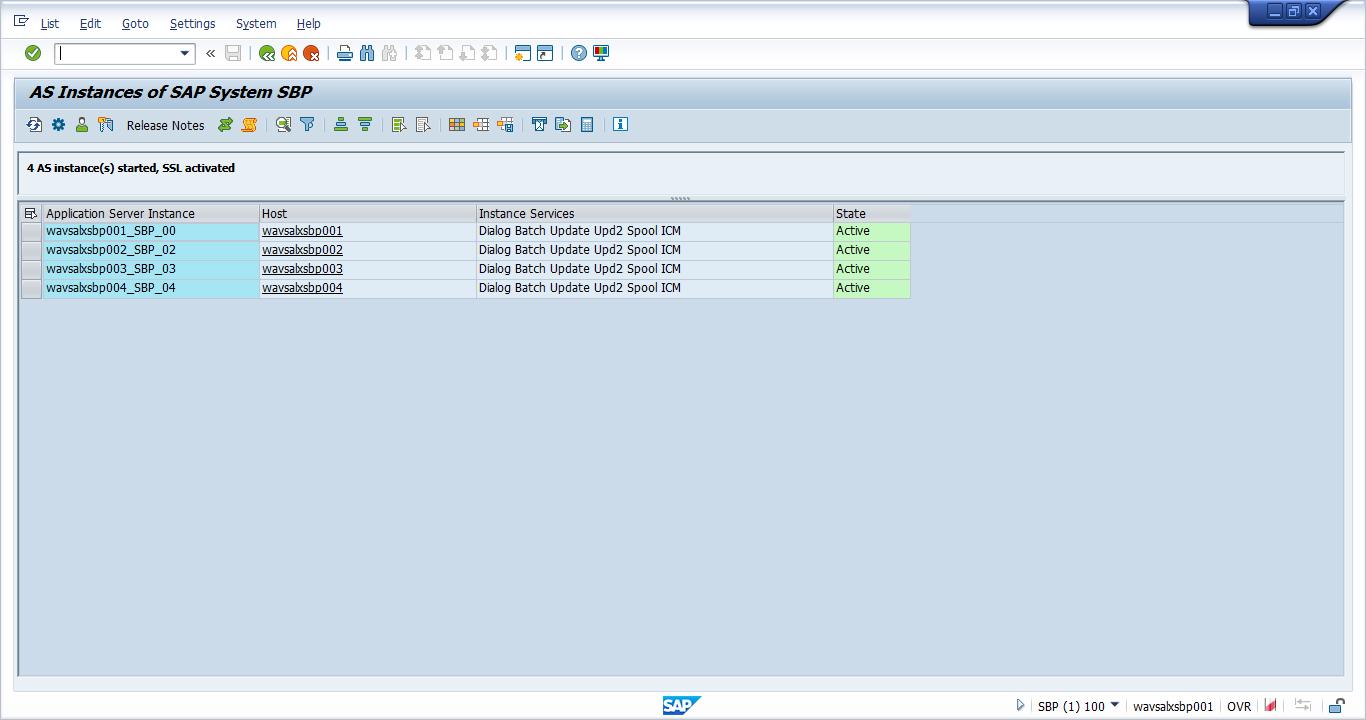 List Edit Goto Settings System Help
AS Instances of SAP System SBP
Release Notes
4 AS instance(s) started, SSL activated
Application Server Instance Host Instance Services State
wavsalxsbp001_SBP_00 wavsalxsbp001 Dialog Batch Update Upd2 Spool ICM Active
wavsalxsbp002_SBP_02 wavsalxsbp002 Dialog Batch Update Upd2 Spool ICM Active
wavsalxsbp003_SBP_03 wavsalxsbp003 Dialog Batch Update Upd2 Spool ICM Active
wavsalxsbp004_SBP_04 wavsalxsbp004 Dialog Batch Update Upd2 Spool ICM Active
SAP SBP (1) 100 wavsalxsbp001 OVR